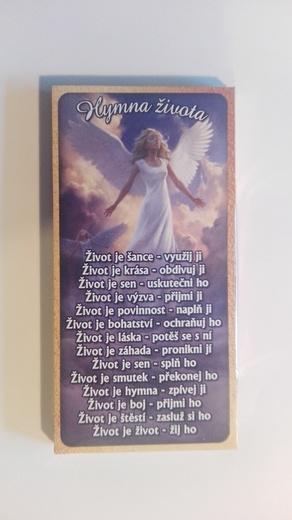 Hymna života
Život je šance - využij ji
Život je krása - obdivuj ji
Život je sen - uskuteční ho
Život je výzva - přijmi ji
Život je povinnost - naplň ji
Život je bohatství - ochraňuj ho
Život je láska - potěš se s ní
Život je záhada - pronikni jí
Život je sen - splň ho
Život je smutek - překonej ho
Život je hymna - zpívej ji
Život je boj - přijmi ho
Život je štěstí - zasluž si ho
Život je život - žij ho